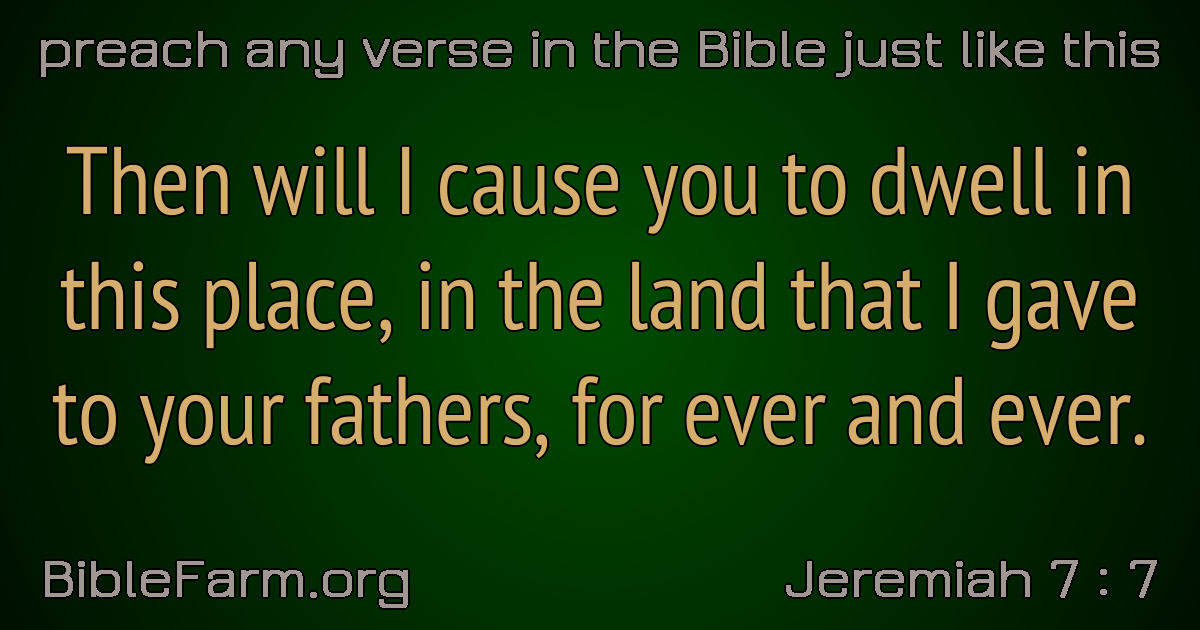 preach any verse in the Bible just like this
Then will I cause you to dwell in
this place, in the land that I gave
to your fathers, for ever and ever.
BibleFarm.org
Jeremiah 7 : 7